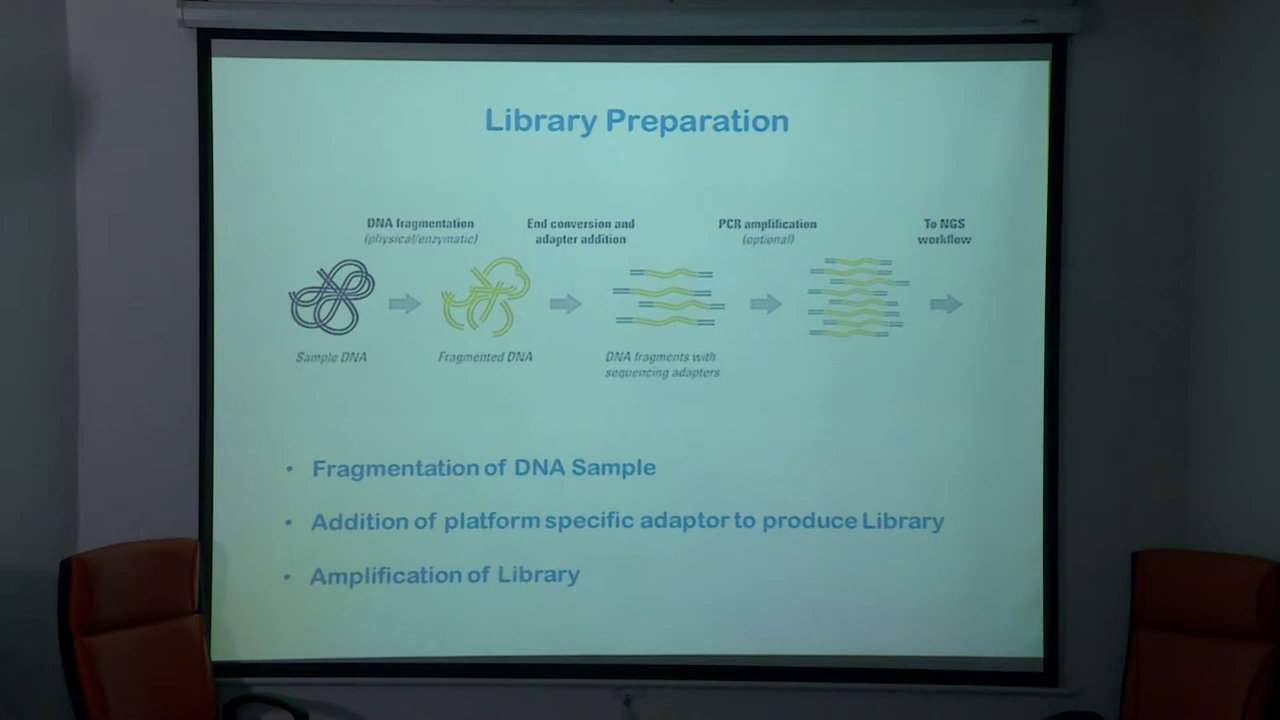 Library Preparation
DNA fragmentation
(physical/enzymatic)
End conversion and
adapter addition
PCR amplification
(optional)
To NGS
workflow
Sample DNA
Fragmented DNA
DNA fragments with
sequencing adapters
• Fragmentation of DNA Sample
• Addition of platform specific adaptor to produce Library
• Amplification of Library